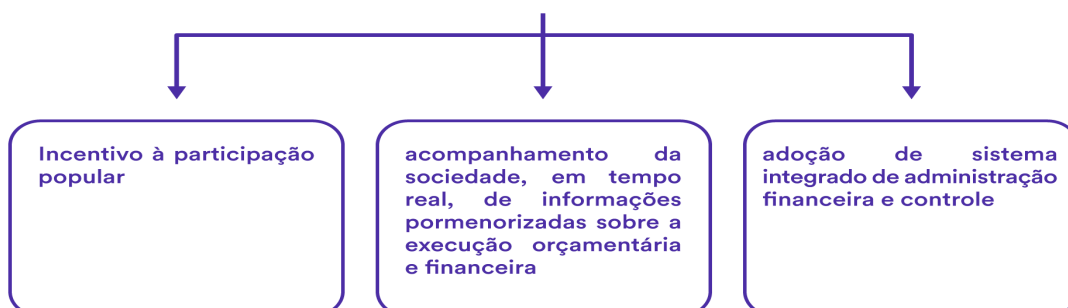 Incentivo à participação
popular
acompanhamento da
sociedade, em tempo
real, de informações
pormenorizadas sobre a
execução orçamentária
e financeira
adoção de sistema
integrado de administração
financeira e controle